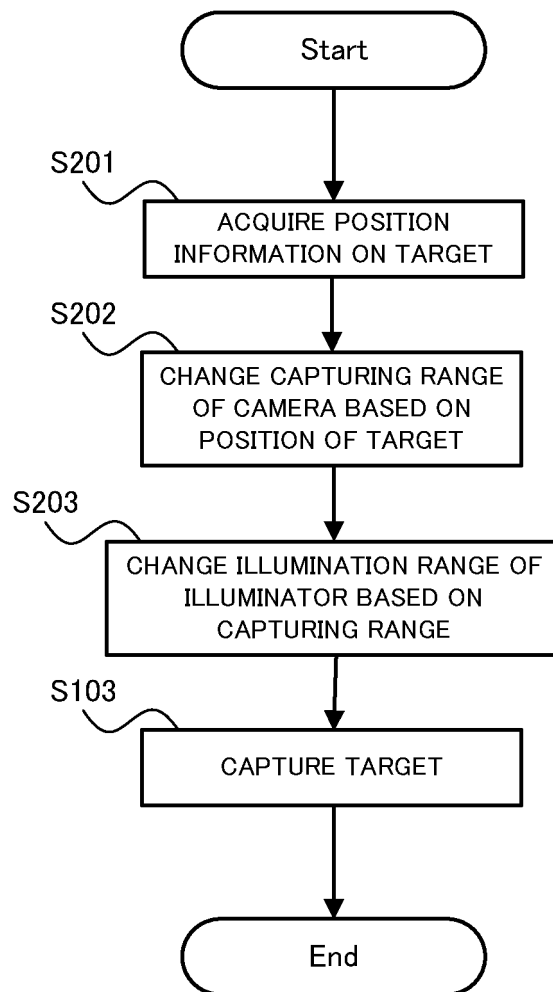 Start
S201
ACQUIRE POSITION
INFORMATION ON TARGET
S202
CHANGE CAPTURING RANGE
OF CAMERA BASED ON
POSITION OF TARGET
S203
CHANGE ILLUMINATION RANGE OF
ILLUMINATOR BASED ON
CAPTURING RANGE
S103
CAPTURE TARGET
End